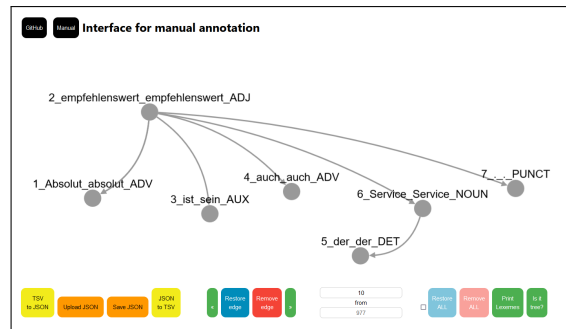 GitHub Manual Interface for manual annotation
2_empfehlenswert_empfehlenswert_ADJ
1_Absolut_absolut_ADV
3_ist_sein_AUX
4_auch_auch_ADV
7_._._PUNCT
6_Service_Service_NOUN
5_der_der_DET
TSV to JSON
Upload JSON
Save JSON
JSON to TSV
«
Restore edge
Remove edge
»
10
from
977
Restore ALL
Remove ALL
Print Lexemes
Is it tree?